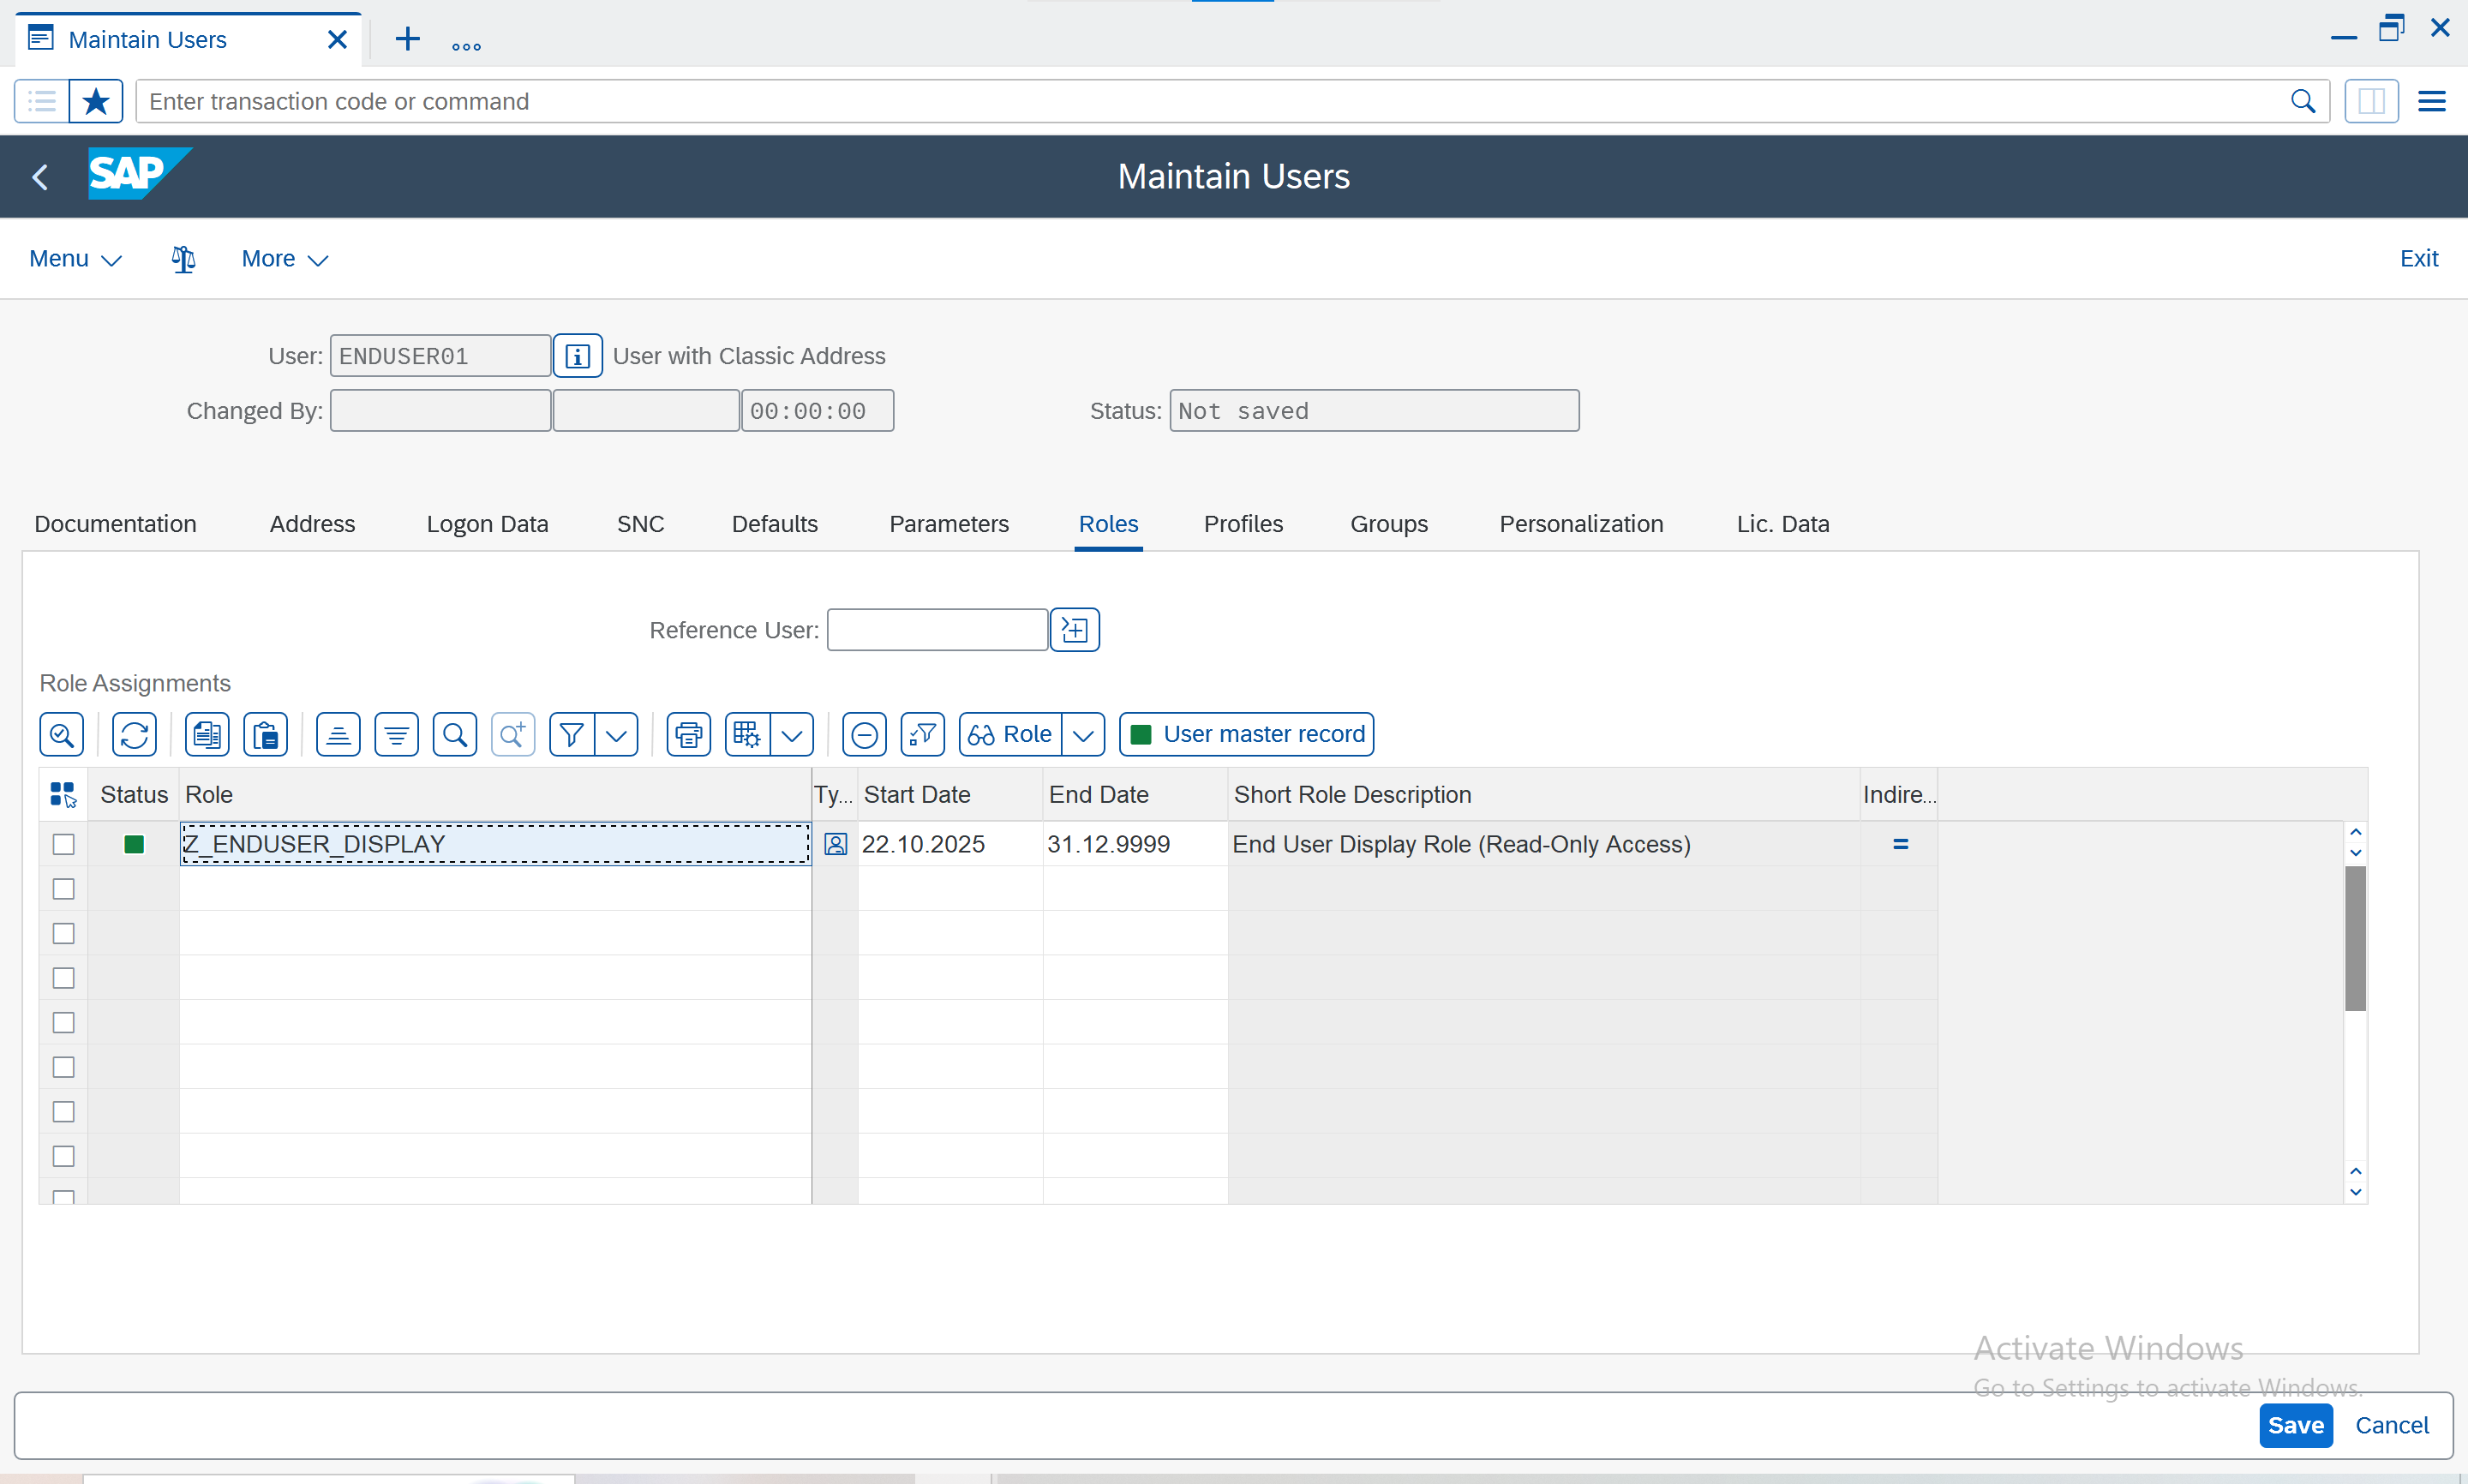 Maintain Users
Enter transaction code or command
SAP
Maintain Users
Menu
More
Exit
User: ENDUSER01 User with Classic Address
Changed By: 00:00:00 Status: Not saved
Documentation Address Logon Data SNC Defaults Parameters Roles Profiles Groups Personalization Lic. Data
Reference User:
Role Assignments
Role User master record
Status Role Ty... Start Date End Date Short Role Description Indire...
Z_ENDUSER_DISPLAY 22.10.2025 31.12.9999 End User Display Role (Read-Only Access) =
Activate Windows
Go to Settings to activate Windows.
Save Cancel